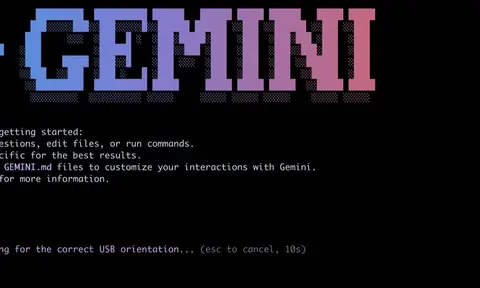 GEMINI
getting started:
estions, edit files, or run commands.
cific for the best results.
GEMINI.md files to customize your interactions with Gemini.
for more information.
ng for the correct USB orientation... (esc to cancel, 10s)